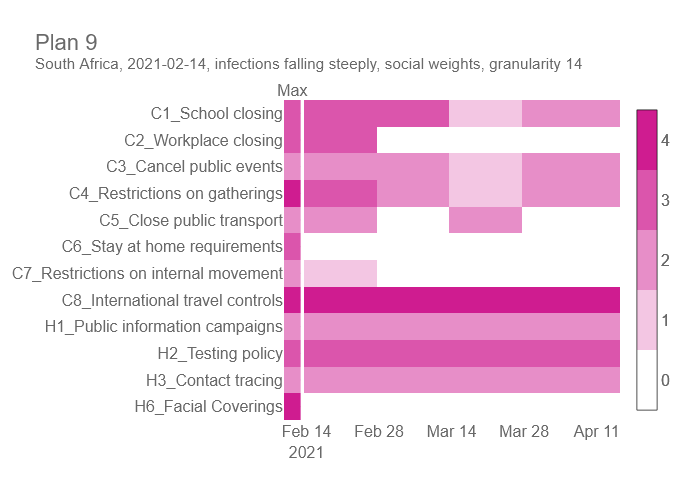 Plan 9
South Africa, 2021-02-14, infections falling steeply, social weights, granularity 14
Max
C1_School closing
C2_Workplace closing
C3_Cancel public events
C4_Restrictions on gatherings
C5_Close public transport
C6_Stay at home requirements
C7_Restrictions on internal movement
C8_International travel controls
H1_Public information campaigns
H2_Testing policy
H3_Contact tracing
H6_Facial Coverings
Feb 14 Feb 28 Mar 14 Mar 28 Apr 11
2021
4
3
2
1
0